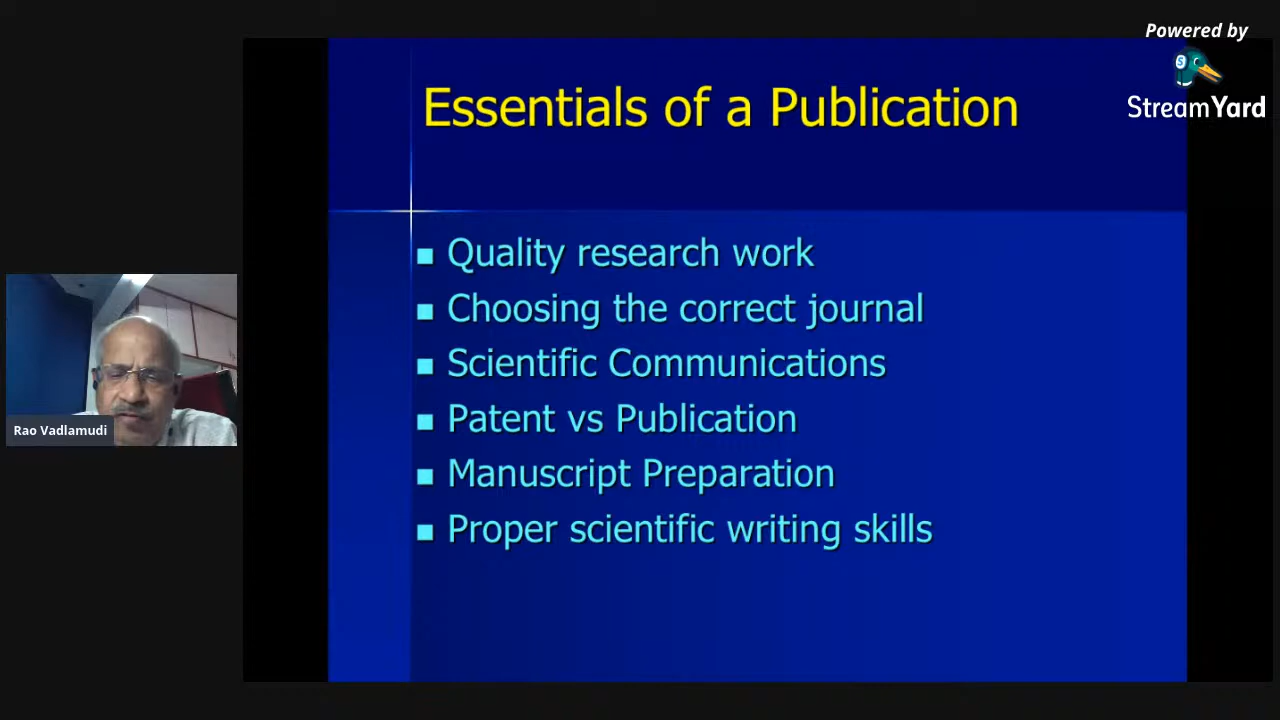 Powered by
StreamYard
Essentials of a Publication
Quality research work
Choosing the correct journal
Scientific Communications
Patent vs Publication
Manuscript Preparation
Proper scientific writing skills
Rao Vadlamudi